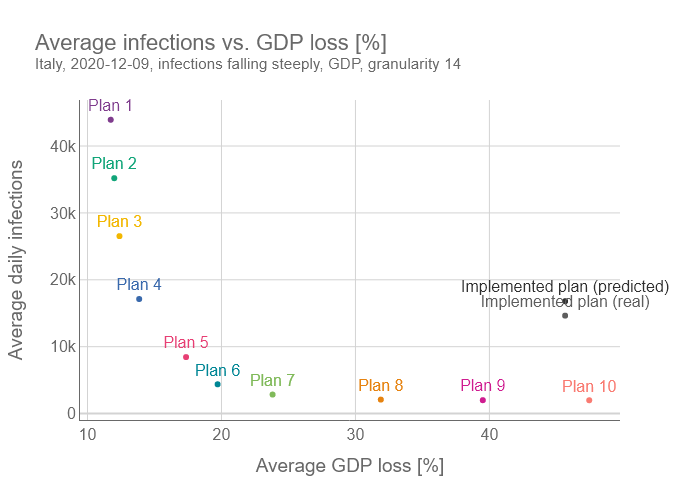 Average infections vs. GDP loss [%]
Italy, 2020-12-09, infections falling steeply, GDP, granularity 14
Plan 1
40k
Plan 2
30k
Plan 3
20k
Plan 4
Implemented plan (predicted)
Implemented plan (real)
10k
Plan 5
Plan 6
Plan 7
Plan 8
Plan 9
Plan 10
0
10
20
30
40
Average GDP loss [%]
Average daily infections